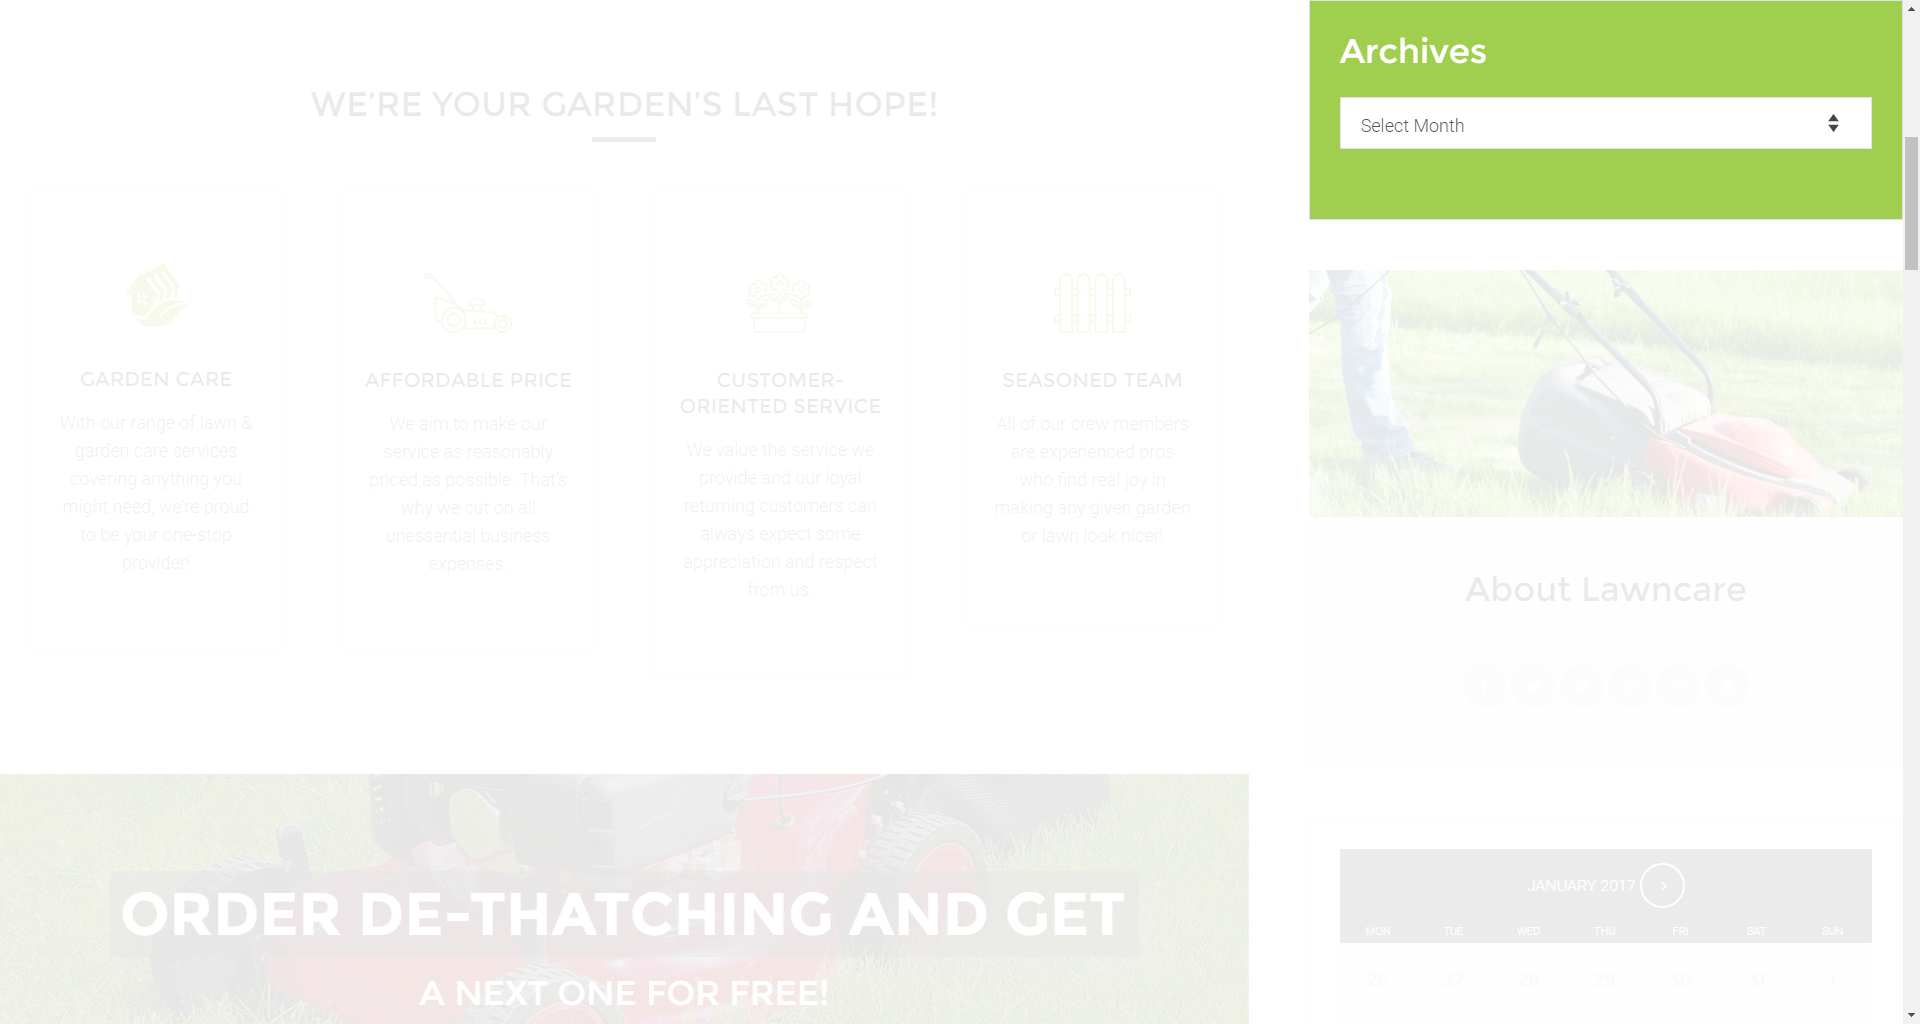 WE’RE YOUR GARDEN’S LAST HOPE!
GARDEN CARE
With our range of lawn &
garden care services
covering anything you
might need, we’re proud
to be your one-stop
provider!
AFFORDABLE PRICE
We aim to make our
service as reasonably
priced as possible. That’s
why we cut on all
unessential business
expenses.
CUSTOMER-
ORIENTED SERVICE
We value the service we
provide and our loyal
returning customers can
always expect some
appreciation and respect
from us.
SEASONED TEAM
All of our crew members
are experienced pros
who find real joy in
making any given garden
or lawn look nicer!
ORDER DE-THATCHING AND GET
A NEXT ONE FOR FREE!
Archives
Select Month
About Lawncare
JANUARY 2017
MON TUE WED THU FRI SAT SUN
26 27 28 29 30 31 1